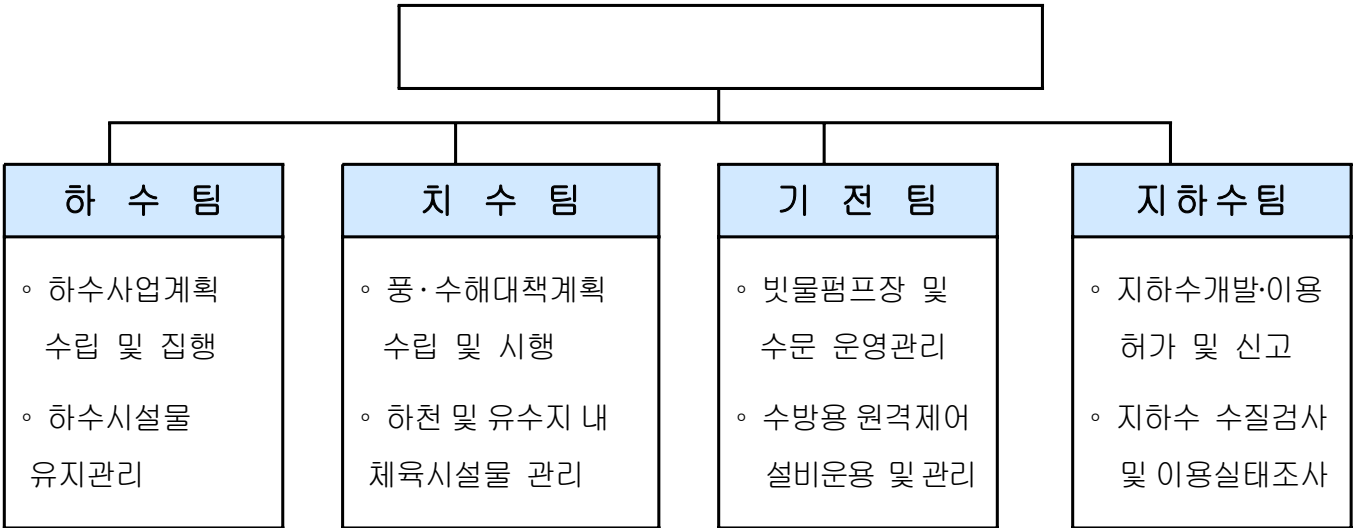 하 수 팀
◦ 하수사업계획
수립 및 집행
◦ 하수시설물
유지관리
치 수 팀
◦ 풍·수해대책계획
수립 및 시행
◦ 하천 및 유수지 내
체육시설물 관리
기 전 팀
◦ 빗물펌프장 및
수문 운영관리
◦ 수방용 원격제어
설비운용 및 관리
지하수팀
◦ 지하수개발·이용
허가 및 신고
◦ 지하수 수질검사
및 이용실태조사